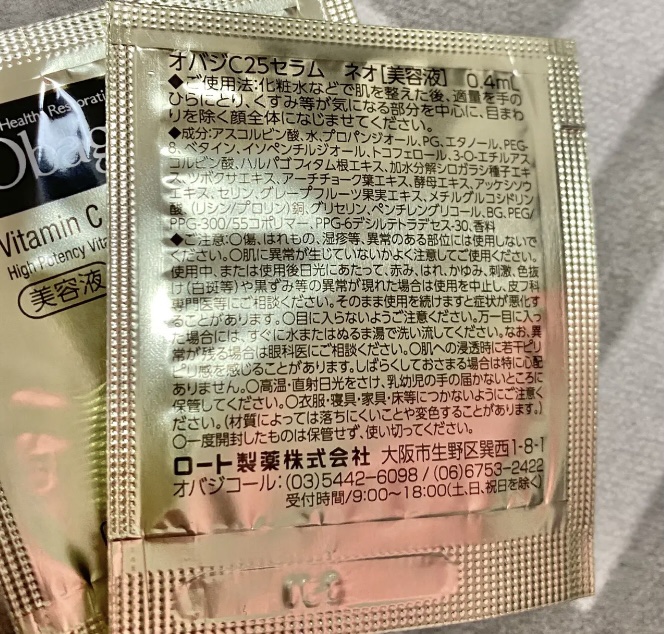 Health Restorati
Obag
Vitamin C
High Potency Vita
美容液
オバジC25セラム ネオ[美容液] 0.4mL
◆ご使用法:化粧水などで肌を整えた後、適量を手の
ひらにとり、くすみ等が気になる部分を中心に、目まわ
りを除く顔全体になじませてください。
◆成分:アスコルビン酸、水、プロパンジオール、PG、エタノール、PEG-
8、ベタイン、イソペンチルジオール、トコフェロール、3-O-エチルアス
コルビン酸、ハルパゴフィタム根エキス、加水分解シロガラシ種子エキ
ス、ツボクサエキス、アーチチョーク葉エキス、酵母エキス、アッケシソウ
エキス、セリン、グレープフルーツ果実エキス、メチルグルコシドリン
酸(リシン/プロリン)銅、グリセリン、ペンチレングリコール、BG、PEG/
PPG-300/55コポリマー、PPG-6デシルテトラデセス-30、香料
◆ご注意:○傷、はれもの、湿疹等、異常のある部位には使用しないで
ください。○肌に異常が生じていないかよく注意してご使用ください。
使用中、または使用後日光にあたって、赤み、はれ、かゆみ、刺激、色抜
け(白斑等)や黒ずみ等の異常が現れた場合は使用を中止し、皮フ科
専門医等にご相談ください。そのまま使用を続けますと症状が悪化す
ることがあります。○目に入らないようご注意ください。万一目に入っ
た場合には、すぐに水またはぬるま湯で洗い流してください。なお、異
常が残る場合は眼科医にご相談ください。○肌への浸透時に若干ピリ
ピリ感を感じることがあります。しばらくしておさまる場合は特に心配
ありません。○高温・直射日光をさけ、乳幼児の手の届かないところに
保管してください。○衣服・寝具・家具・床等につかないようにご注意く
ださい。(材質によっては落ちにくいことや変色することがあります。)
○一度開封したものは保管せず、使い切ってください。
ロート製薬株式会社 大阪市生野区巽西1-8-1
オバジコール:(03)5442-6098/(06)6753-2422
受付時間/9:00~18:00(土、日、祝日を除く)